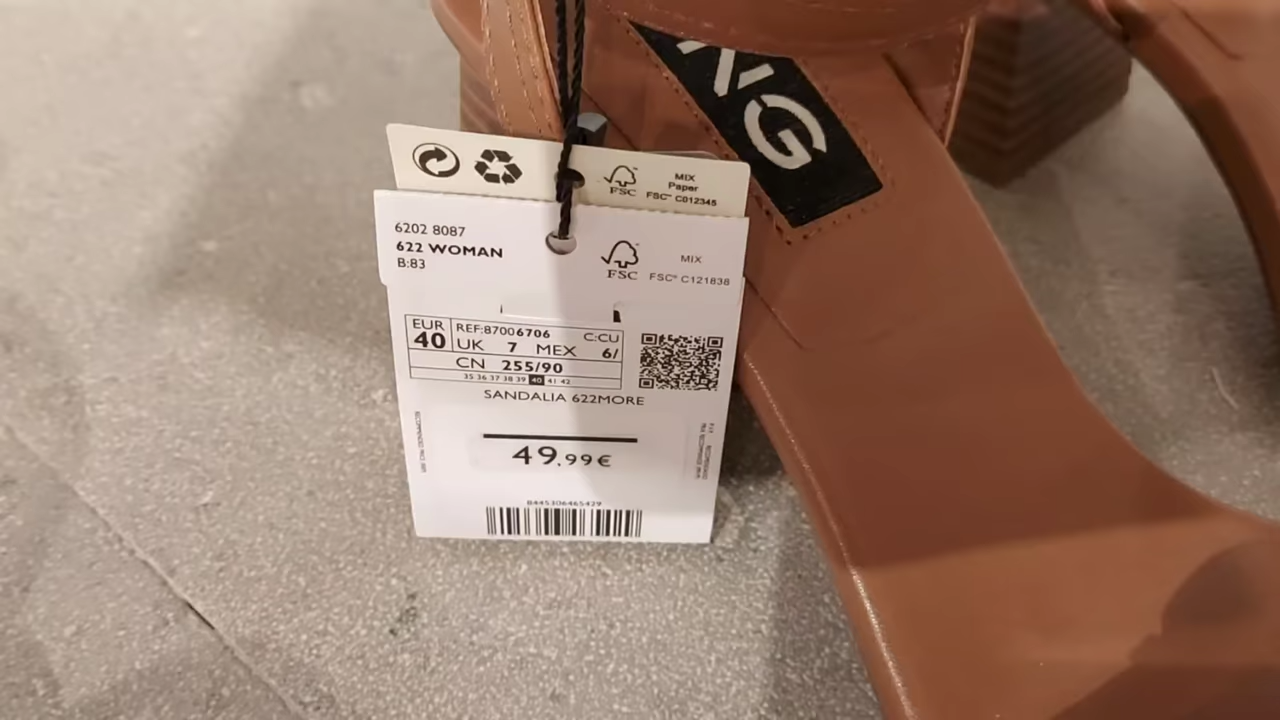 NG
FSC
MIX
Paper
FSC™ C012345
6202 8087
622 WOMAN
B:83
FSC
MIX
FSC® C121838
EUR
40
REF:87006706
C:CU
UK 7 MEX 6/
CN 255/90
35 36 37 38 39 40 41 42
SANDALIA 622MORE
49,99€
8445306465429